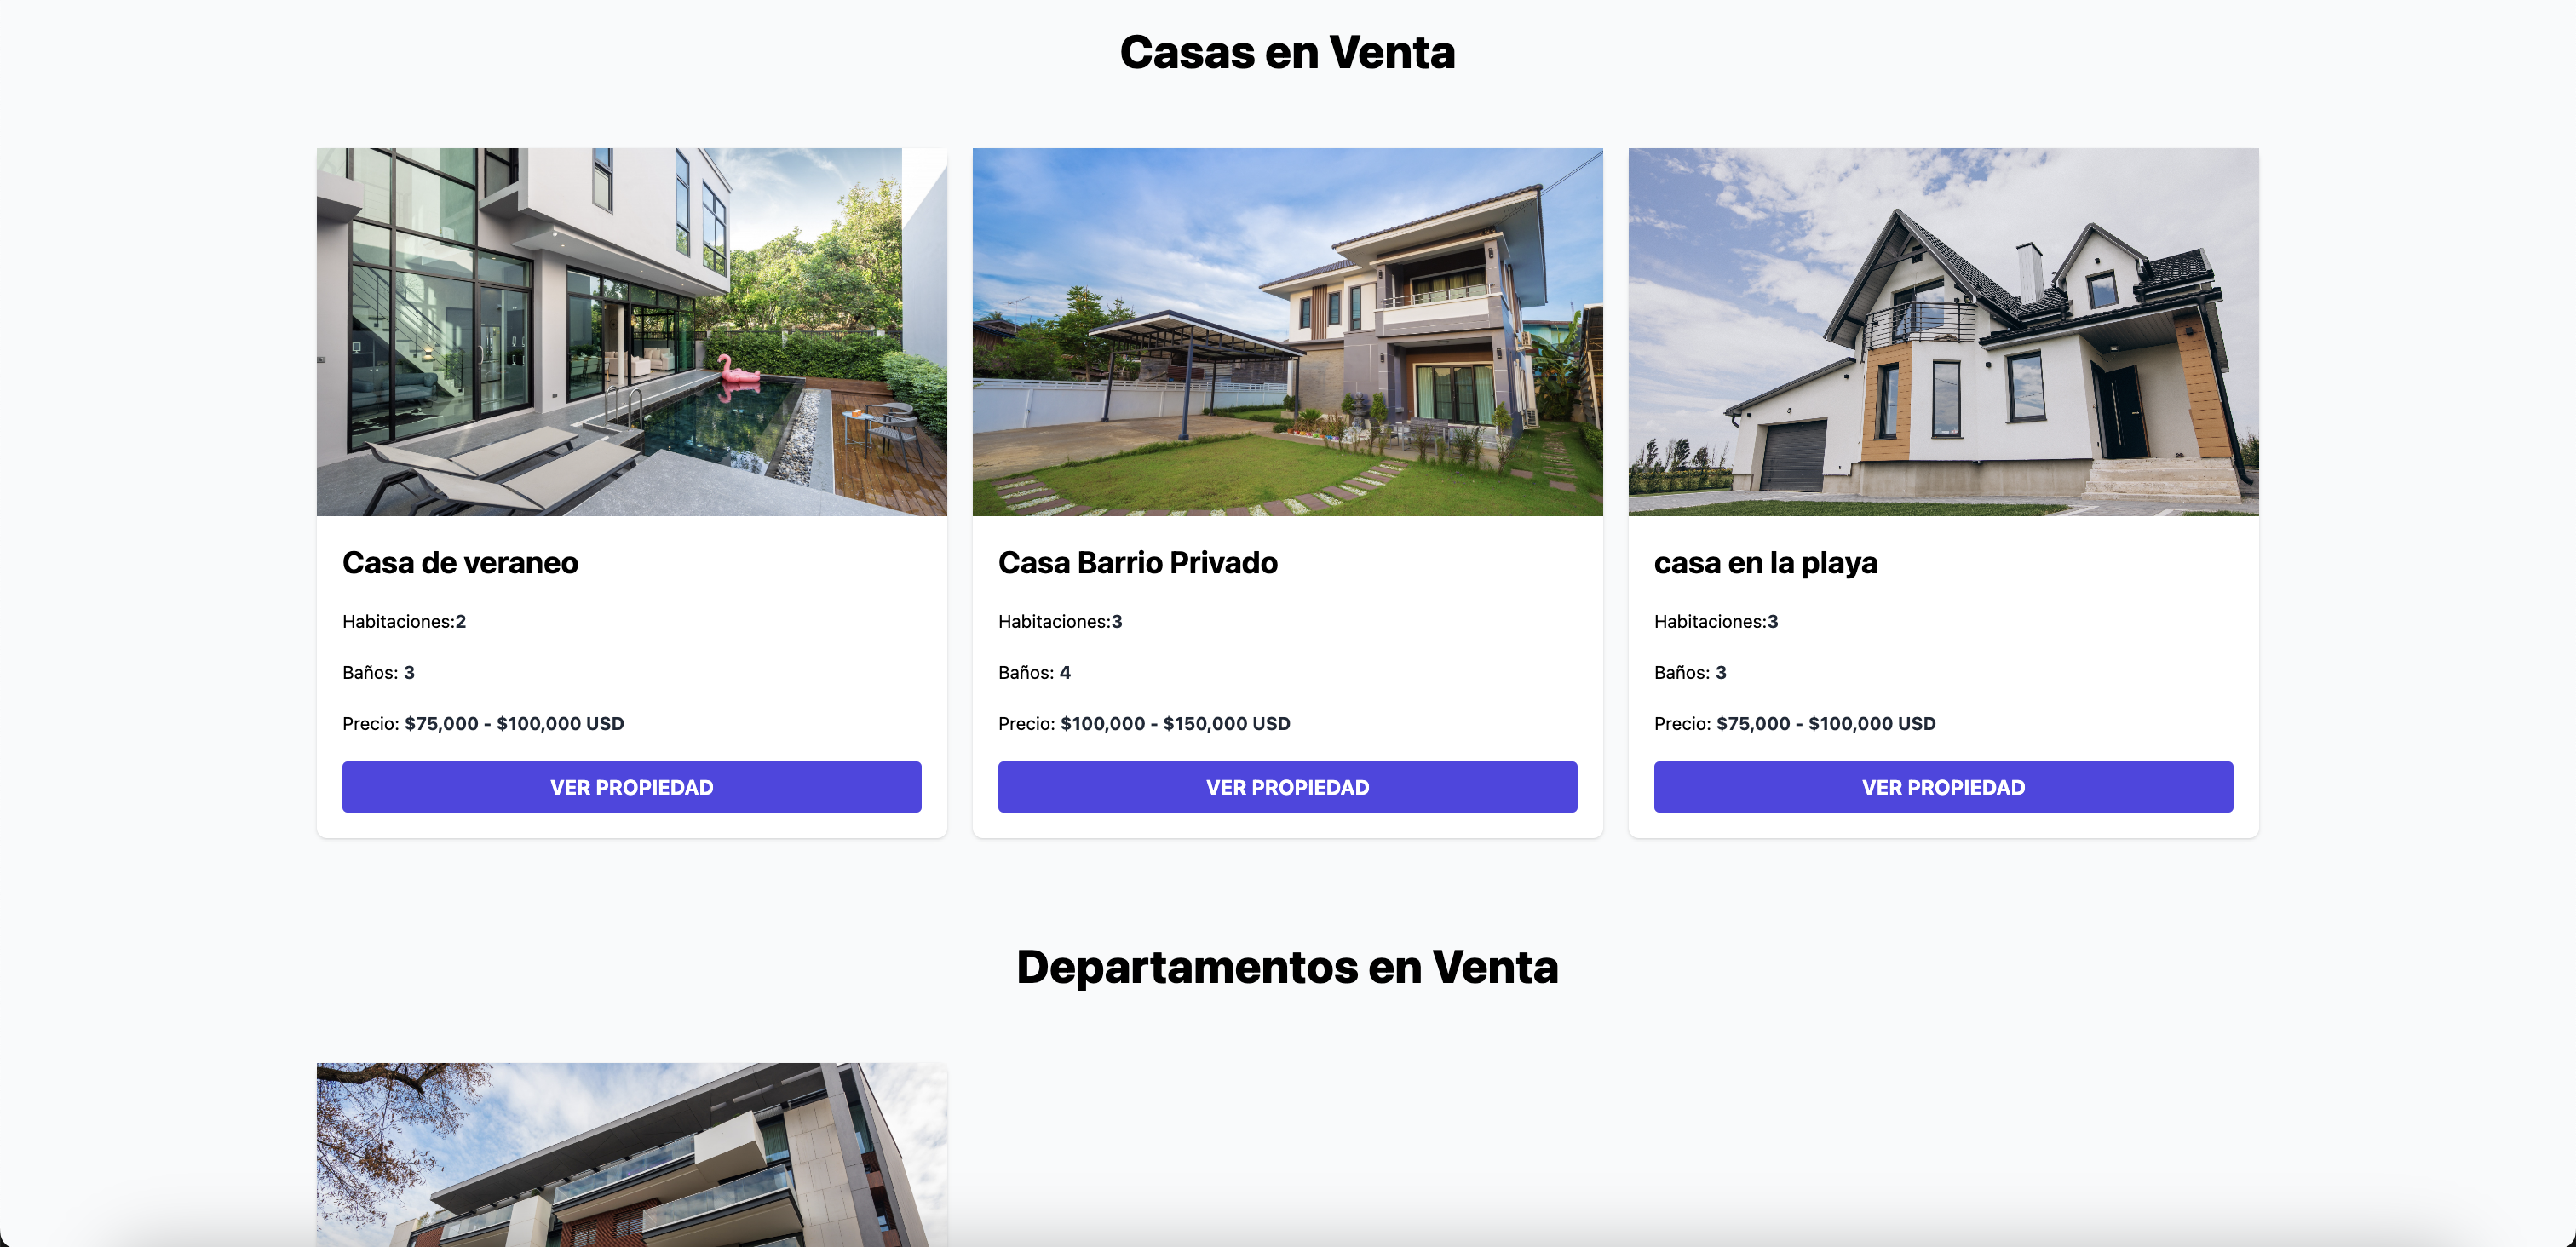 Casas en Venta
Casa de veraneo
Habitaciones:2
Baños: 3
Precio: $75,000 - $100,000 USD
VER PROPIEDAD
Casa Barrio Privado
Habitaciones:3
Baños: 4
Precio: $100,000 - $150,000 USD
VER PROPIEDAD
casa en la playa
Habitaciones:3
Baños: 3
Precio: $75,000 - $100,000 USD
VER PROPIEDAD
Departamentos en Venta